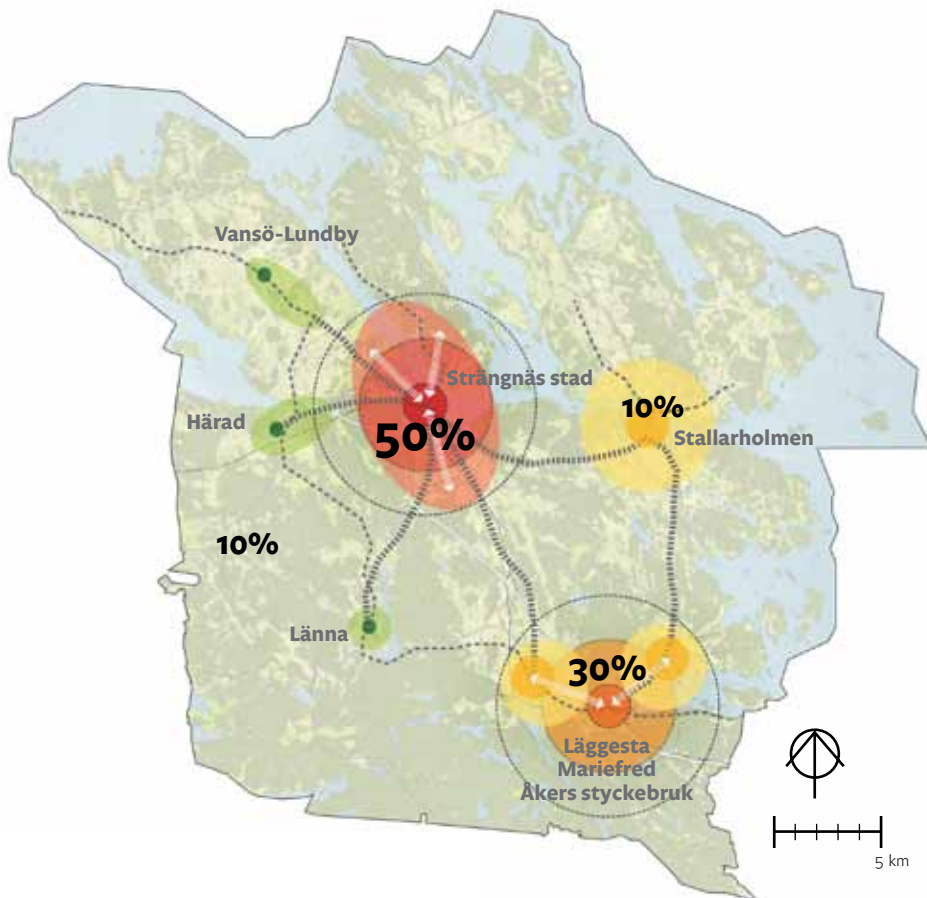 Vansö-Lundby
Strängnäs stad
10%
Härad
50%
Stallarholmen
10%
Länna
30%
Läggesta
Mariefred
Åkers styckebruk
5 km